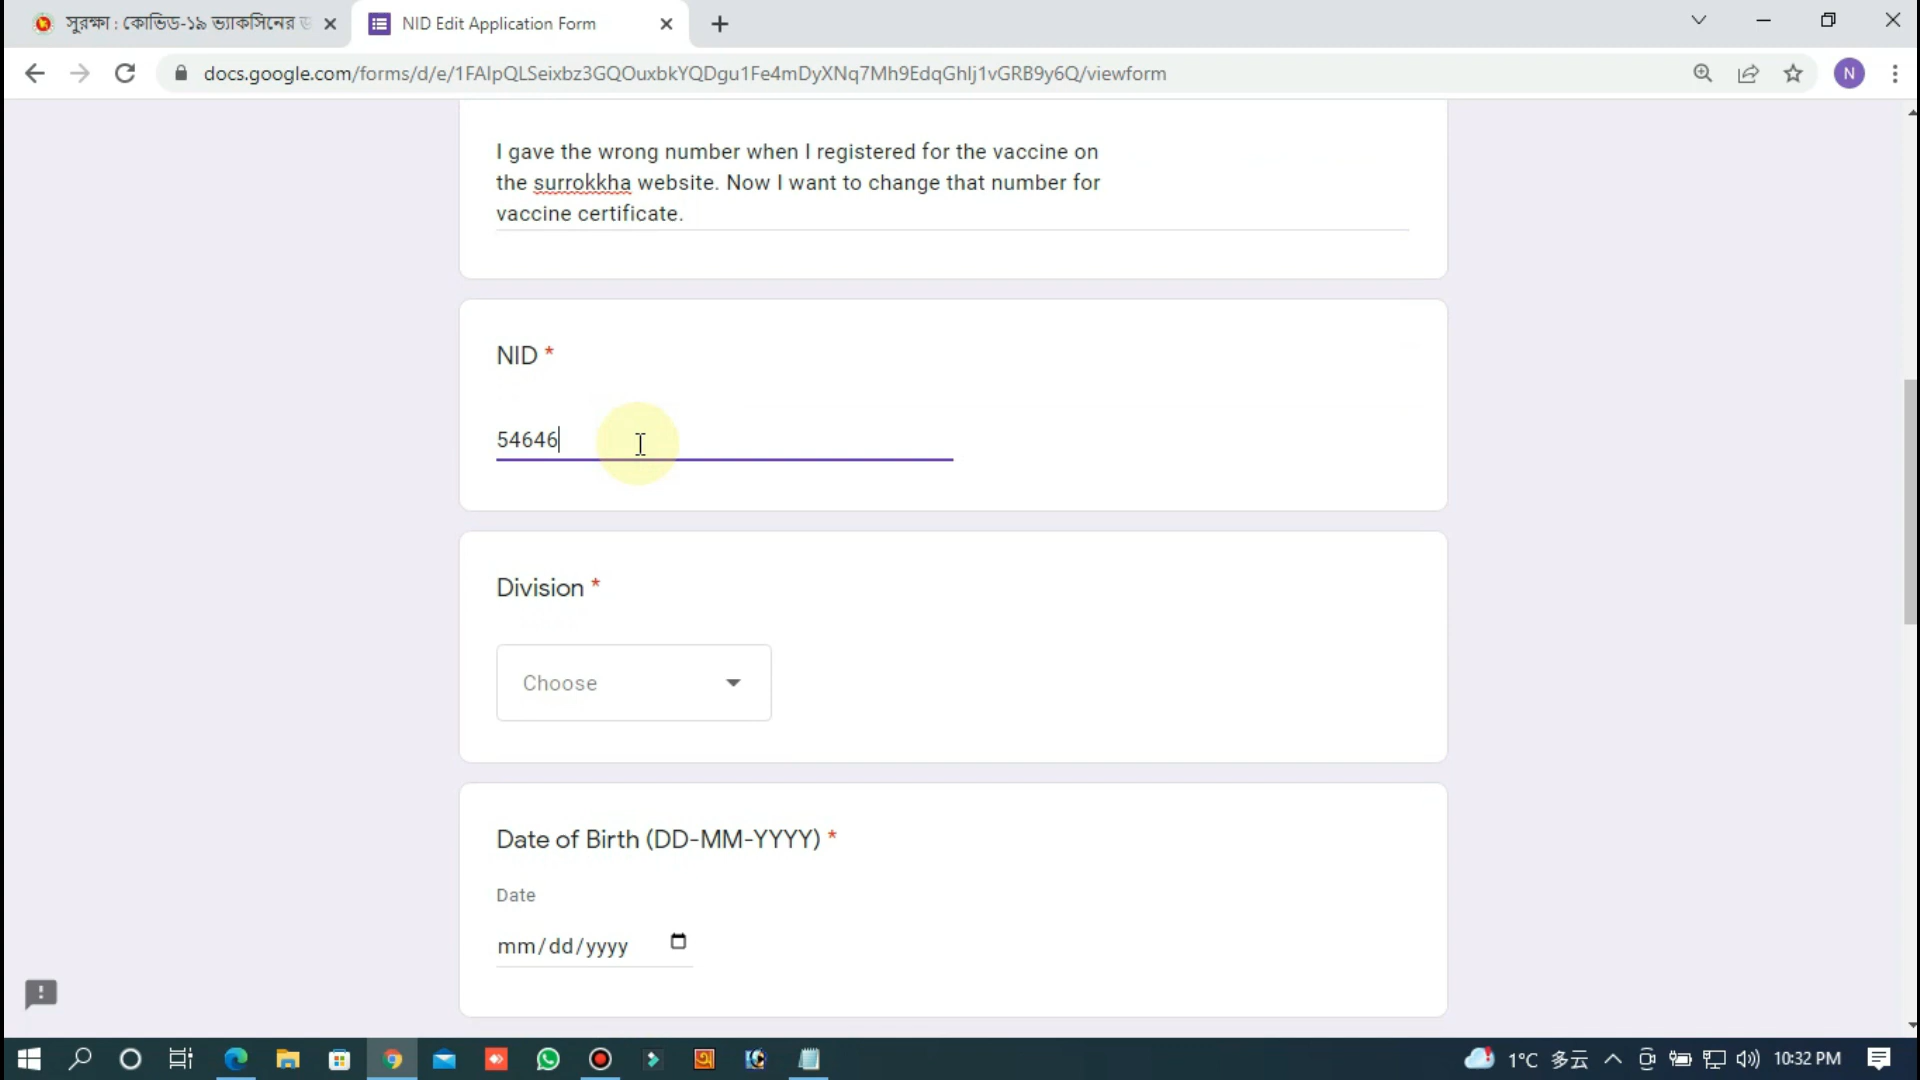 সুরক্ষা : কোভিড-১৯ ভ্যাকসিনের
NID Edit Application Form
docs.google.com/forms/d/e/1FAIpQLSeixbz3GQOuxbkYQDgu1Fe4mDyXNq7Mh9EdqGhlj1vGRB9y6Q/viewform
N
I gave the wrong number when I registered for the vaccine on
the surrokkha website. Now I want to change that number for
vaccine certificate.
NID *
54646
Division *
Choose
Date of Birth (DD-MM-YYYY) *
Date
mm/dd/yyyy
1°C 多云
10:32 PM